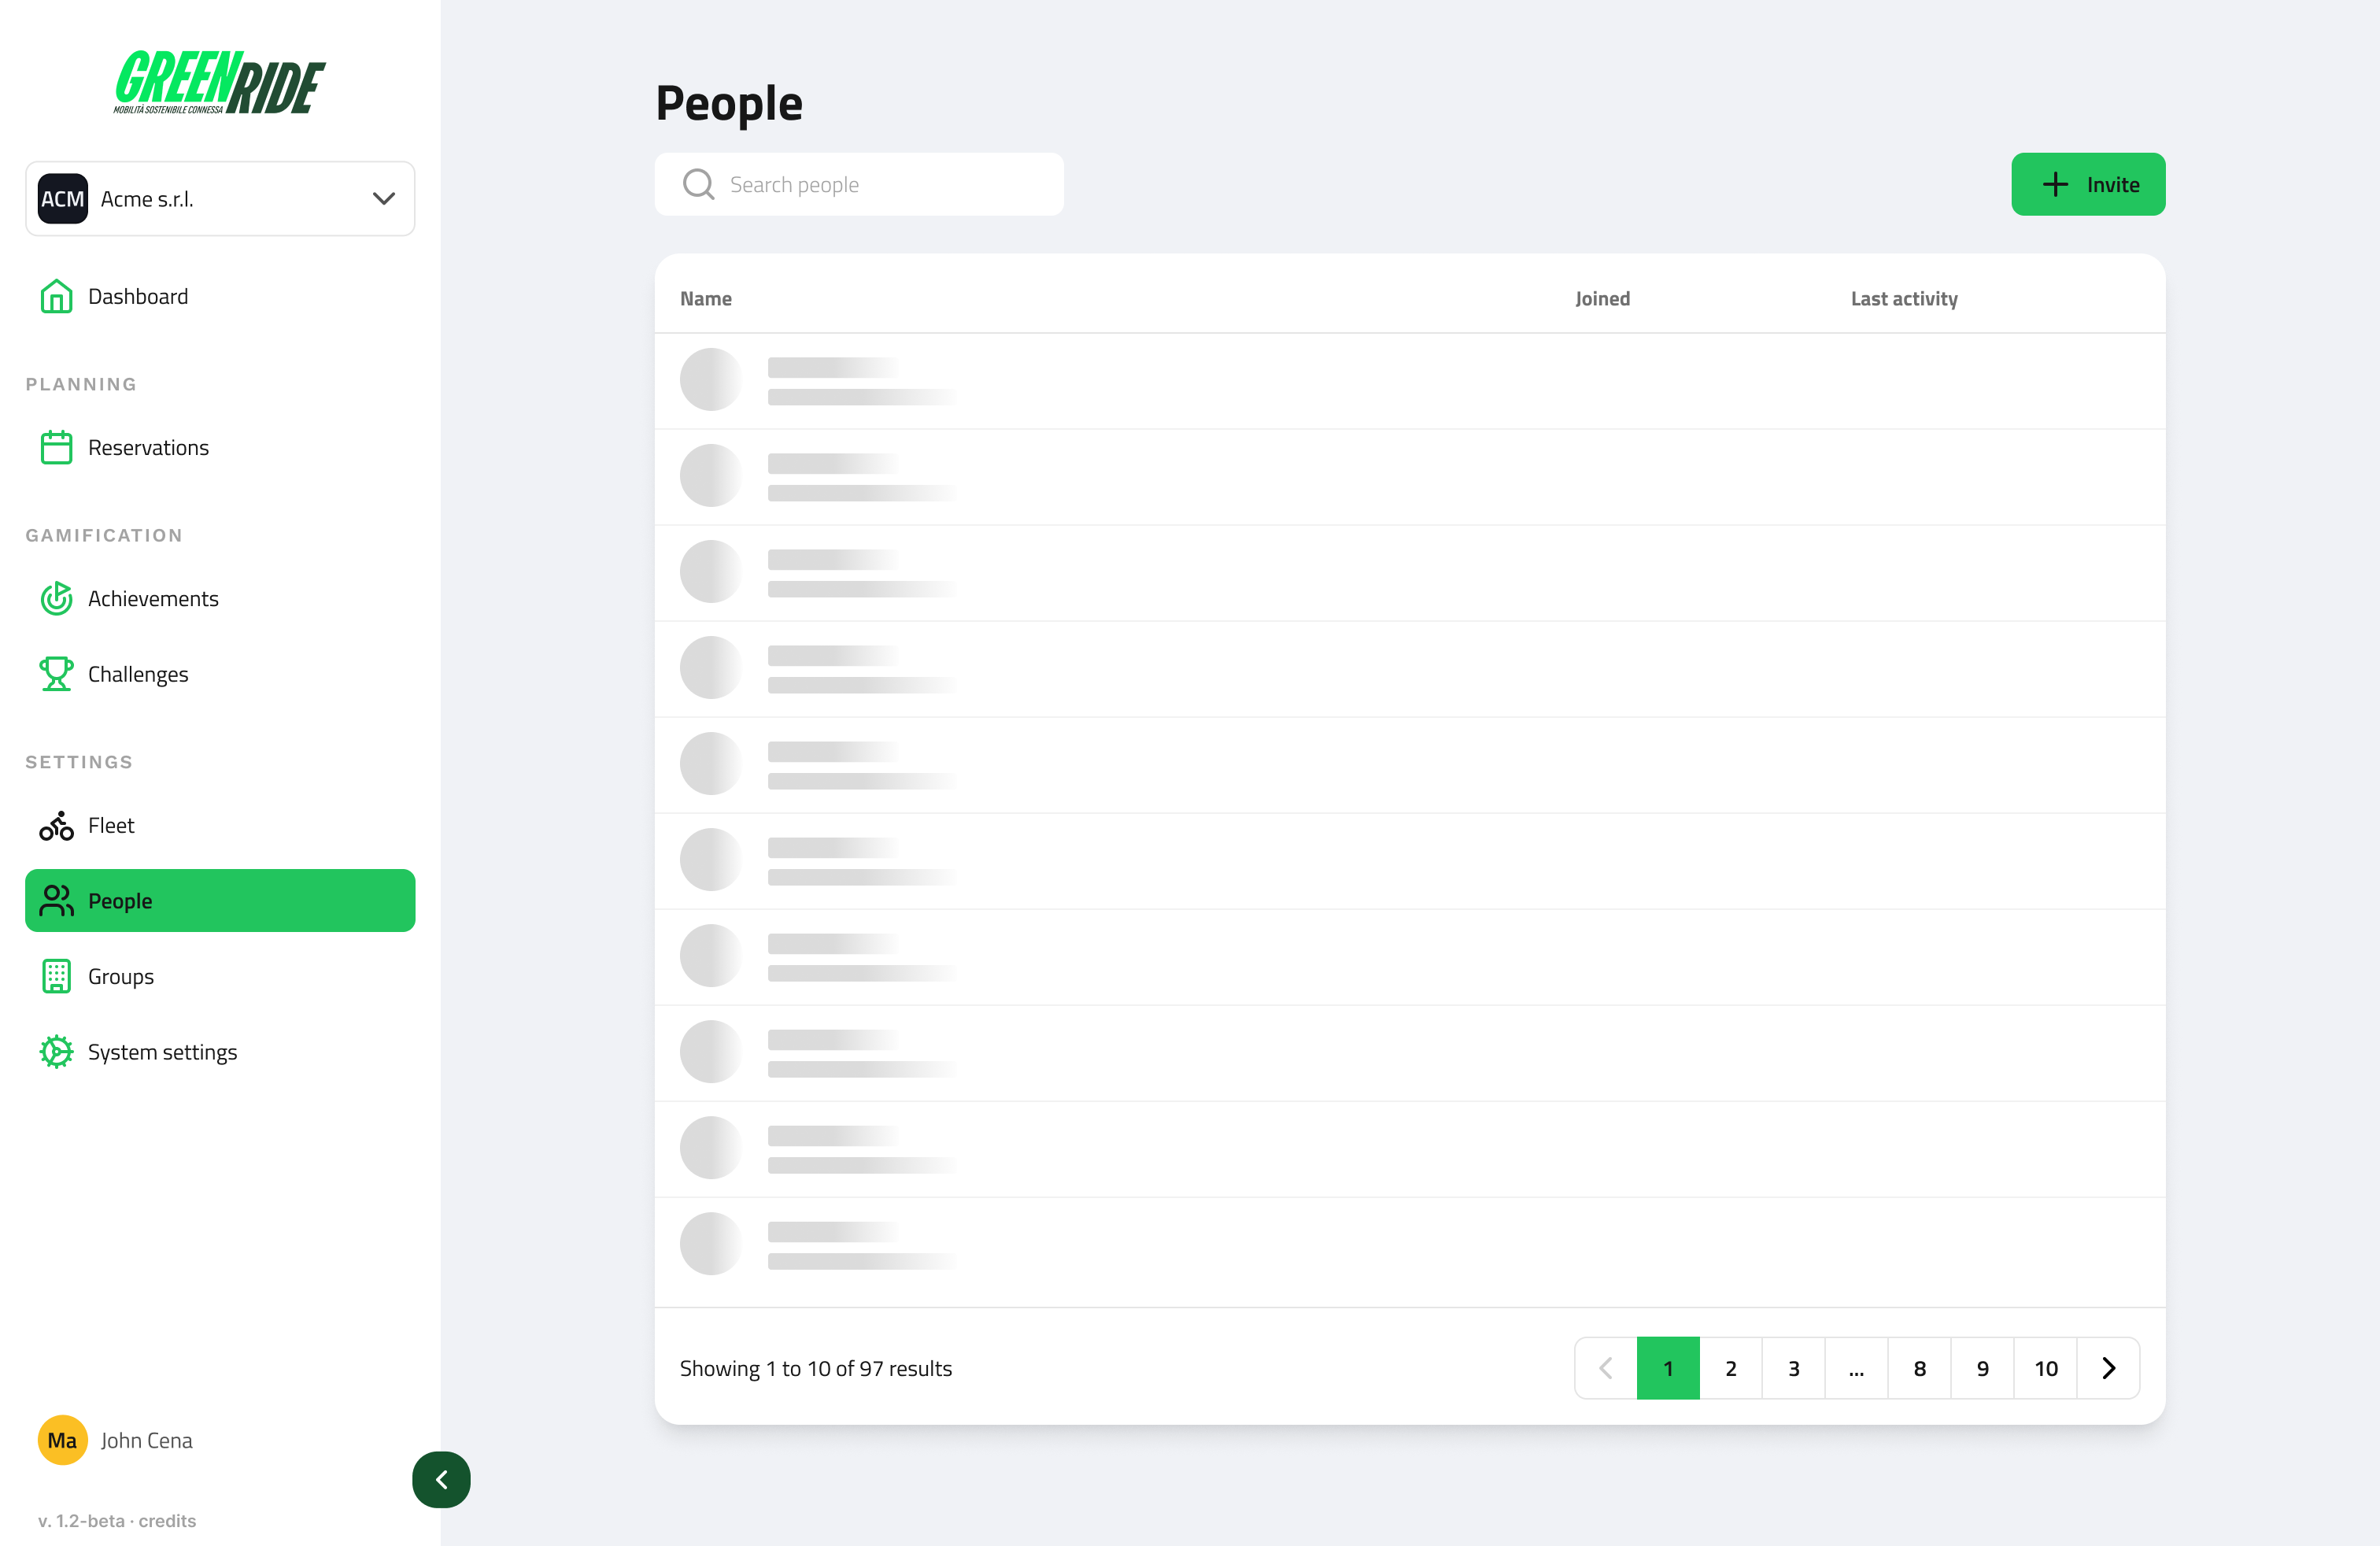 GREENRIDE
MOBILITÀ SOSTENIBILE CONNESSA
ACM Acme s.r.l.
Dashboard
PLANNING
Reservations
GAMIFICATION
Achievements
Challenges
SETTINGS
Fleet
People
Groups
System settings
Ma John Cena
v. 1.2-beta · credits
People
Search people
Invite
Name Joined Last activity
Showing 1 to 10 of 97 results
1 2 3 ... 8 9 10